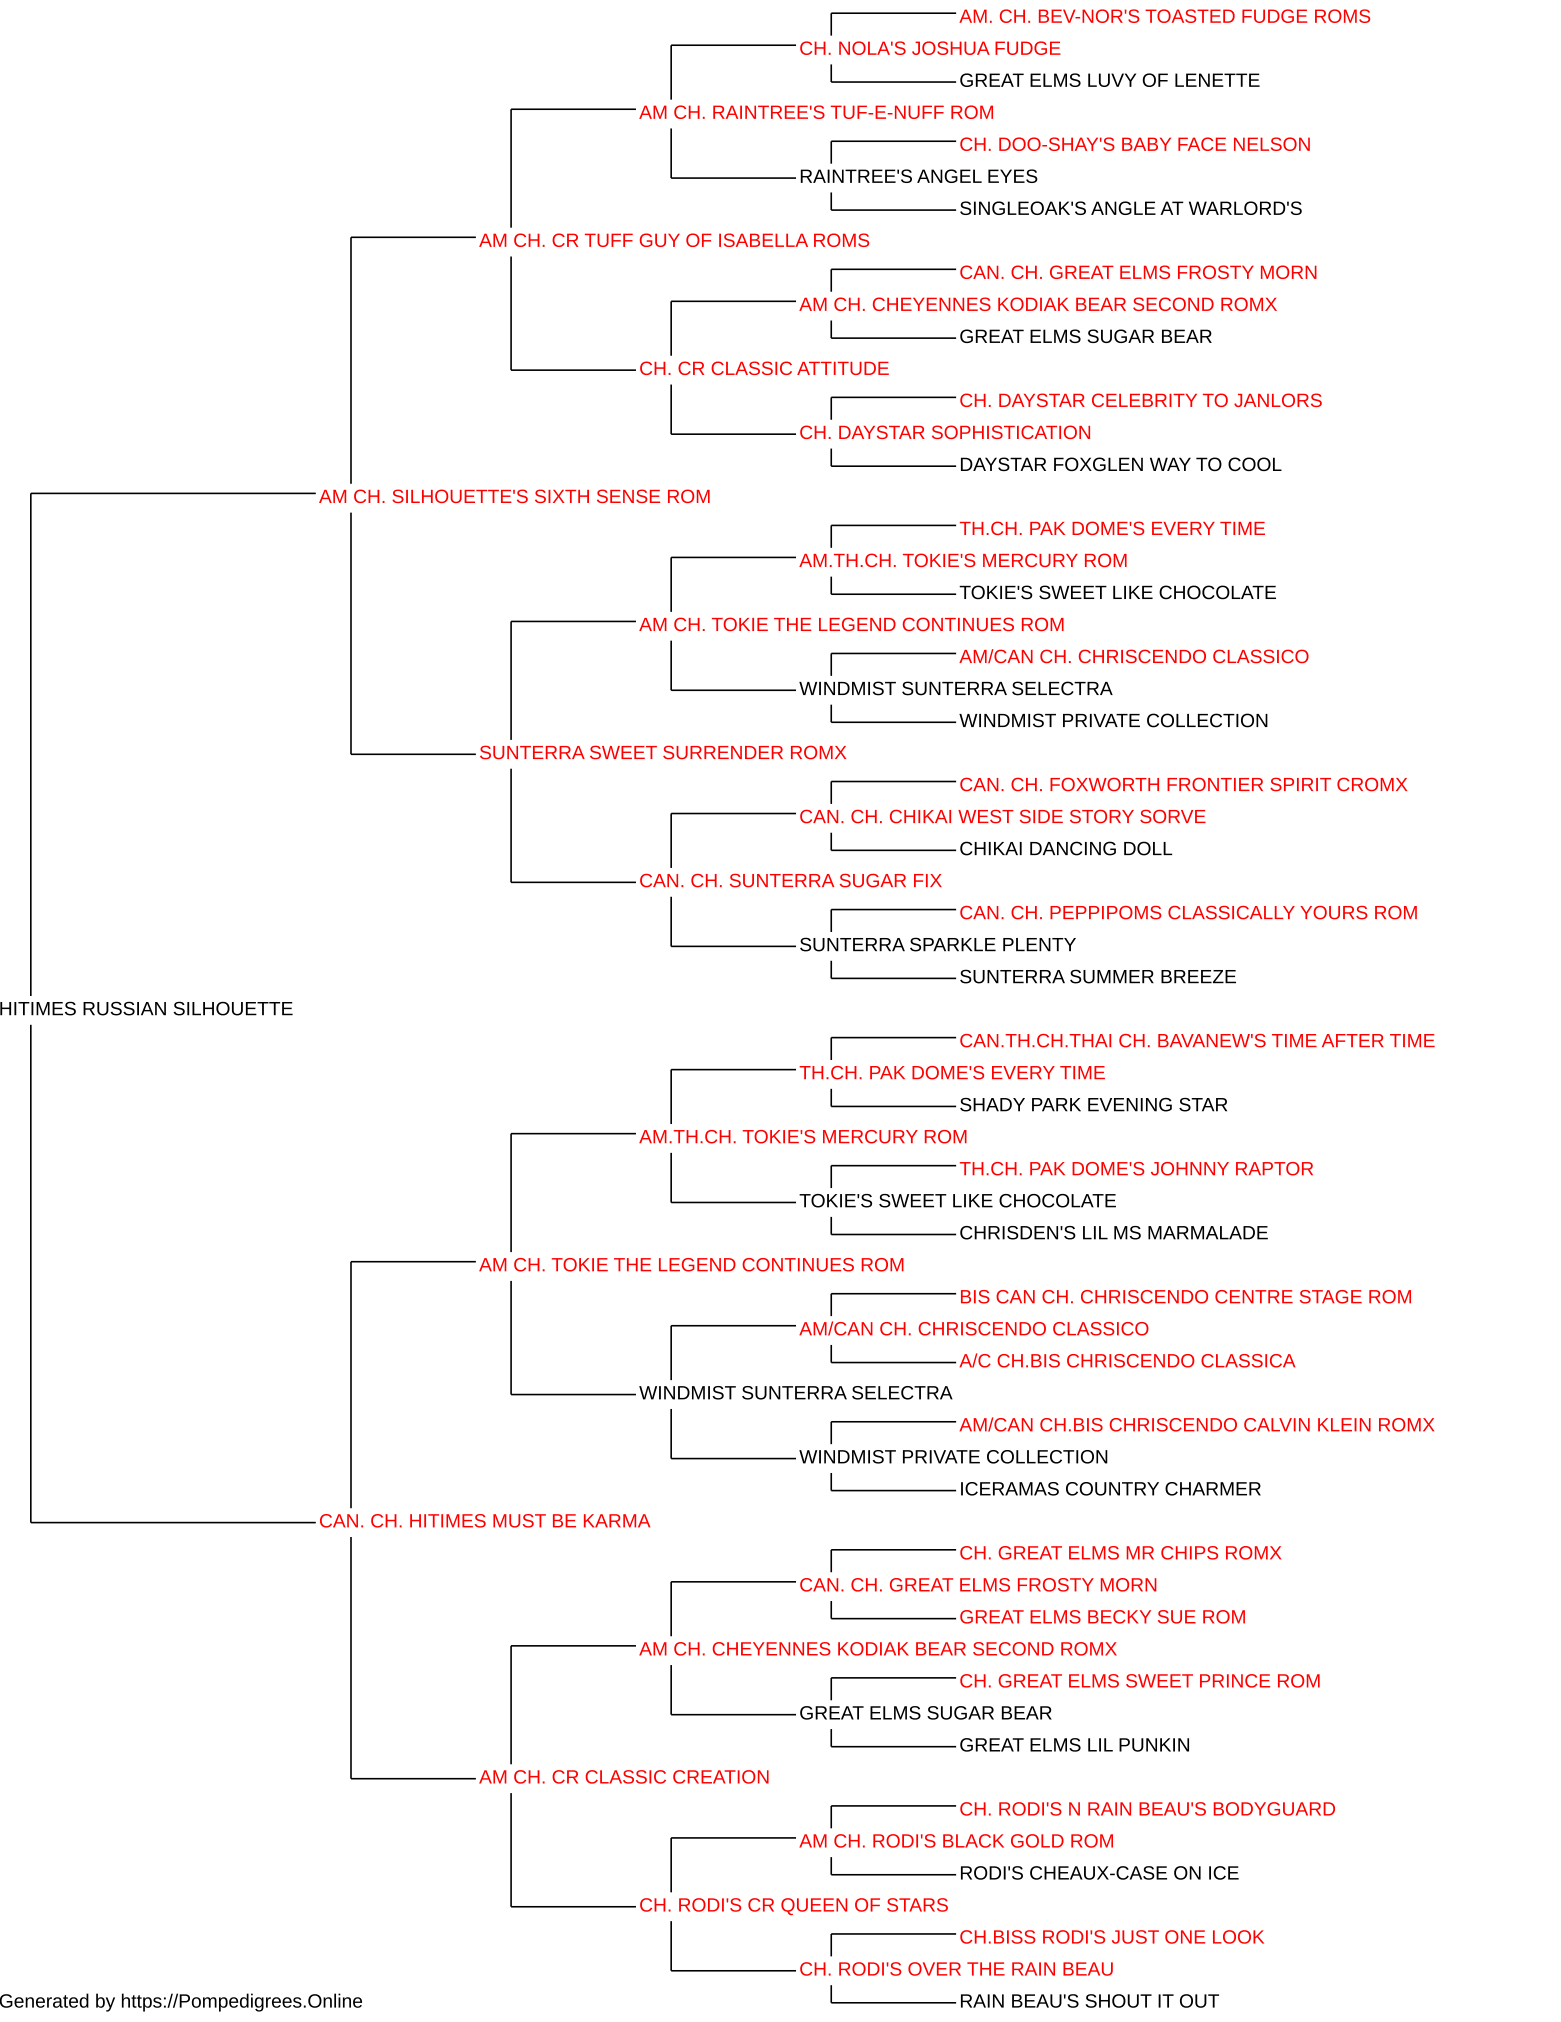 AM. CH. BEV-NOR'S TOASTED FUDGE ROMS
CH. NOLA'S JOSHUA FUDGE
GREAT ELMS LUVY OF LENETTE
AM CH. RAINTREE'S TUF-E-NUFF ROM
CH. DOO-SHAY'S BABY FACE NELSON
RAINTREE'S ANGEL EYES
SINGLEOAK'S ANGLE AT WARLORD'S
AM CH. CR TUFF GUY OF ISABELLA ROMS
CAN. CH. GREAT ELMS FROSTY MORN
AM CH. CHEYENNES KODIAK BEAR SECOND ROMX
GREAT ELMS SUGAR BEAR
CH. CR CLASSIC ATTITUDE
CH. DAYSTAR CELEBRITY TO JANLORS
CH. DAYSTAR SOPHISTICATION
DAYSTAR FOXGLEN WAY TO COOL
AM CH. SILHOUETTE'S SIXTH SENSE ROM
TH.CH. PAK DOME'S EVERY TIME
AM.TH.CH. TOKIE'S MERCURY ROM
TOKIE'S SWEET LIKE CHOCOLATE
AM CH. TOKIE THE LEGEND CONTINUES ROM
AM/CAN CH. CHRISCENDO CLASSICO
WINDMIST SUNTERRA SELECTRA
WINDMIST PRIVATE COLLECTION
SUNTERRA SWEET SURRENDER ROMX
CAN. CH. FOXWORTH FRONTIER SPIRIT CROMX
CAN. CH. CHIKAI WEST SIDE STORY SORVE
CHIKAI DANCING DOLL
CAN. CH. SUNTERRA SUGAR FIX
CAN. CH. PEPPIPOMS CLASSICALLY YOURS ROM
SUNTERRA SPARKLE PLENTY
SUNTERRA SUMMER BREEZE
HITIMES RUSSIAN SILHOUETTE
CAN.TH.CH.THAI CH. BAVANEW'S TIME AFTER TIME
TH.CH. PAK DOME'S EVERY TIME
SHADY PARK EVENING STAR
AM.TH.CH. TOKIE'S MERCURY ROM
TH.CH. PAK DOME'S JOHNNY RAPTOR
TOKIE'S SWEET LIKE CHOCOLATE
CHRISDEN'S LIL MS MARMALADE
AM CH. TOKIE THE LEGEND CONTINUES ROM
BIS CAN CH. CHRISCENDO CENTRE STAGE ROM
AM/CAN CH. CHRISCENDO CLASSICO
A/C CH.BIS CHRISCENDO CLASSICA
WINDMIST SUNTERRA SELECTRA
AM/CAN CH.BIS CHRISCENDO CALVIN KLEIN ROMX
WINDMIST PRIVATE COLLECTION
ICERAMAS COUNTRY CHARMER
CAN. CH. HITIMES MUST BE KARMA
CH. GREAT ELMS MR CHIPS ROMX
CAN. CH. GREAT ELMS FROSTY MORN
GREAT ELMS BECKY SUE ROM
AM CH. CHEYENNES KODIAK BEAR SECOND ROMX
CH. GREAT ELMS SWEET PRINCE ROM
GREAT ELMS SUGAR BEAR
GREAT ELMS LIL PUNKIN
AM CH. CR CLASSIC CREATION
CH. RODI'S N RAIN BEAU'S BODYGUARD
AM CH. RODI'S BLACK GOLD ROM
RODI'S CHEAUX-CASE ON ICE
CH. RODI'S CR QUEEN OF STARS
CH.BISS RODI'S JUST ONE LOOK
CH. RODI'S OVER THE RAIN BEAU
RAIN BEAU'S SHOUT IT OUT
Generated by https://Pompedigrees.Online